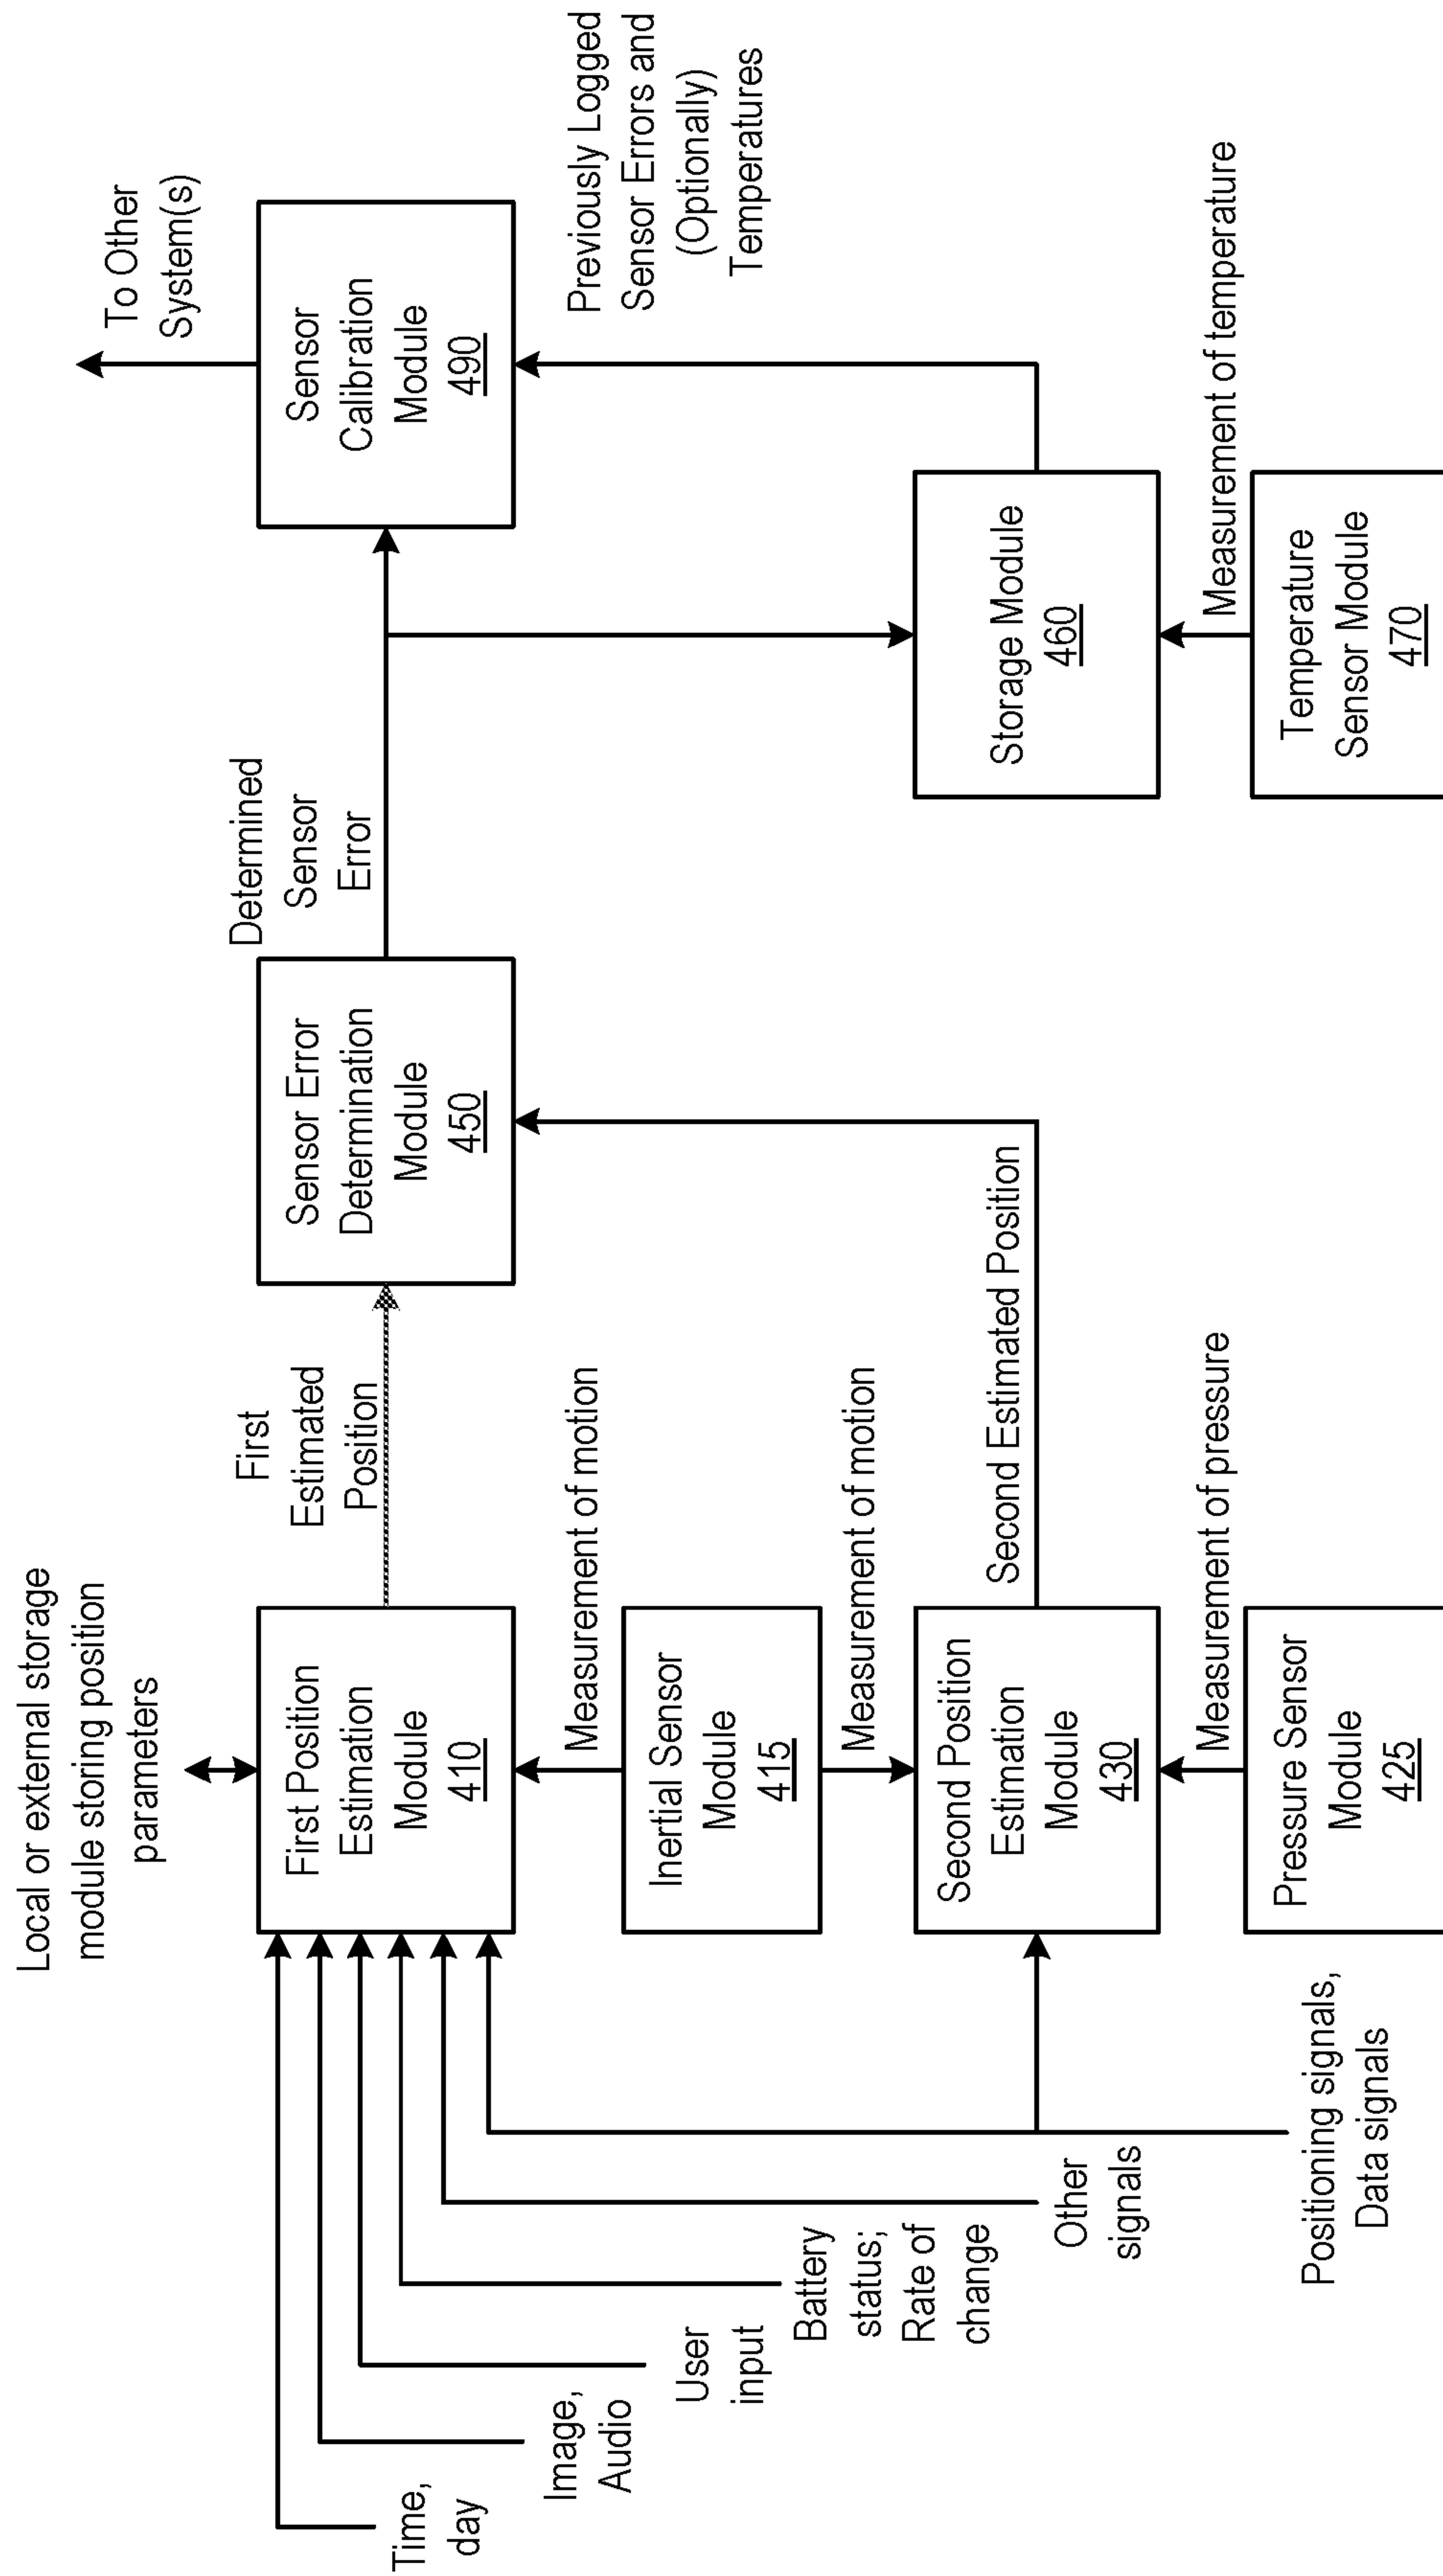 Local or external storage
module storing position
parameters
Time,
day
Image,
Audio
User
input
Battery
status;
Rate of
change
Other
signals
Positioning signals,
Data signals
First Position
Estimation
Module
410
Measurement of motion
Inertial Sensor
Module
415
Measurement of motion
Second Position
Estimation
Module
430
Measurement of pressure
Pressure Sensor
Module
425
First
Estimated
Position
Second Estimated Position
Sensor Error
Determination
Module
450
Determined
Sensor
Error
To Other
System(s)
Sensor
Calibration
Module
490
Previously Logged
Sensor Errors and
(Optionally)
Temperatures
Storage Module
460
Measurement of temperature
Temperature
Sensor Module
470